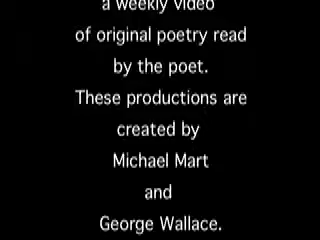 a weekly video
of original poetry read
by the poet.
These productions are
created by
Michael Mart
and
George Wallace.